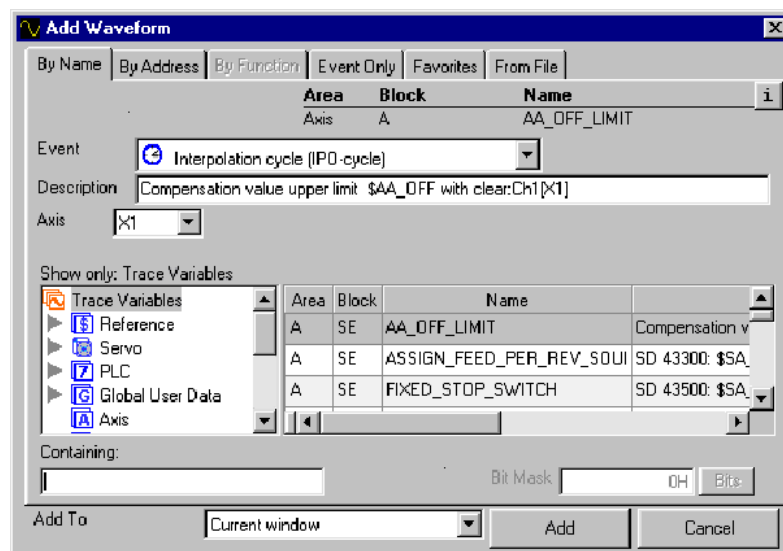 Add Waveform
By Name By Address By Function Event Only Favorites From File
Area Block Name i
Axis A AA_OFF_LIMIT
Event Interpolation cycle (IPO-cycle)
Description Compensation value upper limit $AA_OFF with clear:Ch1[X1]
Axis X1
Show only: Trace Variables
Trace Variables
$ Reference
Servo
7 PLC
G Global User Data
A Axis
Area Block Name
A SE AA_OFF_LIMIT Compensation v
A SE ASSIGN_FEED_PER_REV_SOUI SD 43300: $SA_
A SE FIXED_STOP_SWITCH SD 43500: $SA_
Containing:
Bit Mask 0H Bits
Add To Current window Add Cancel